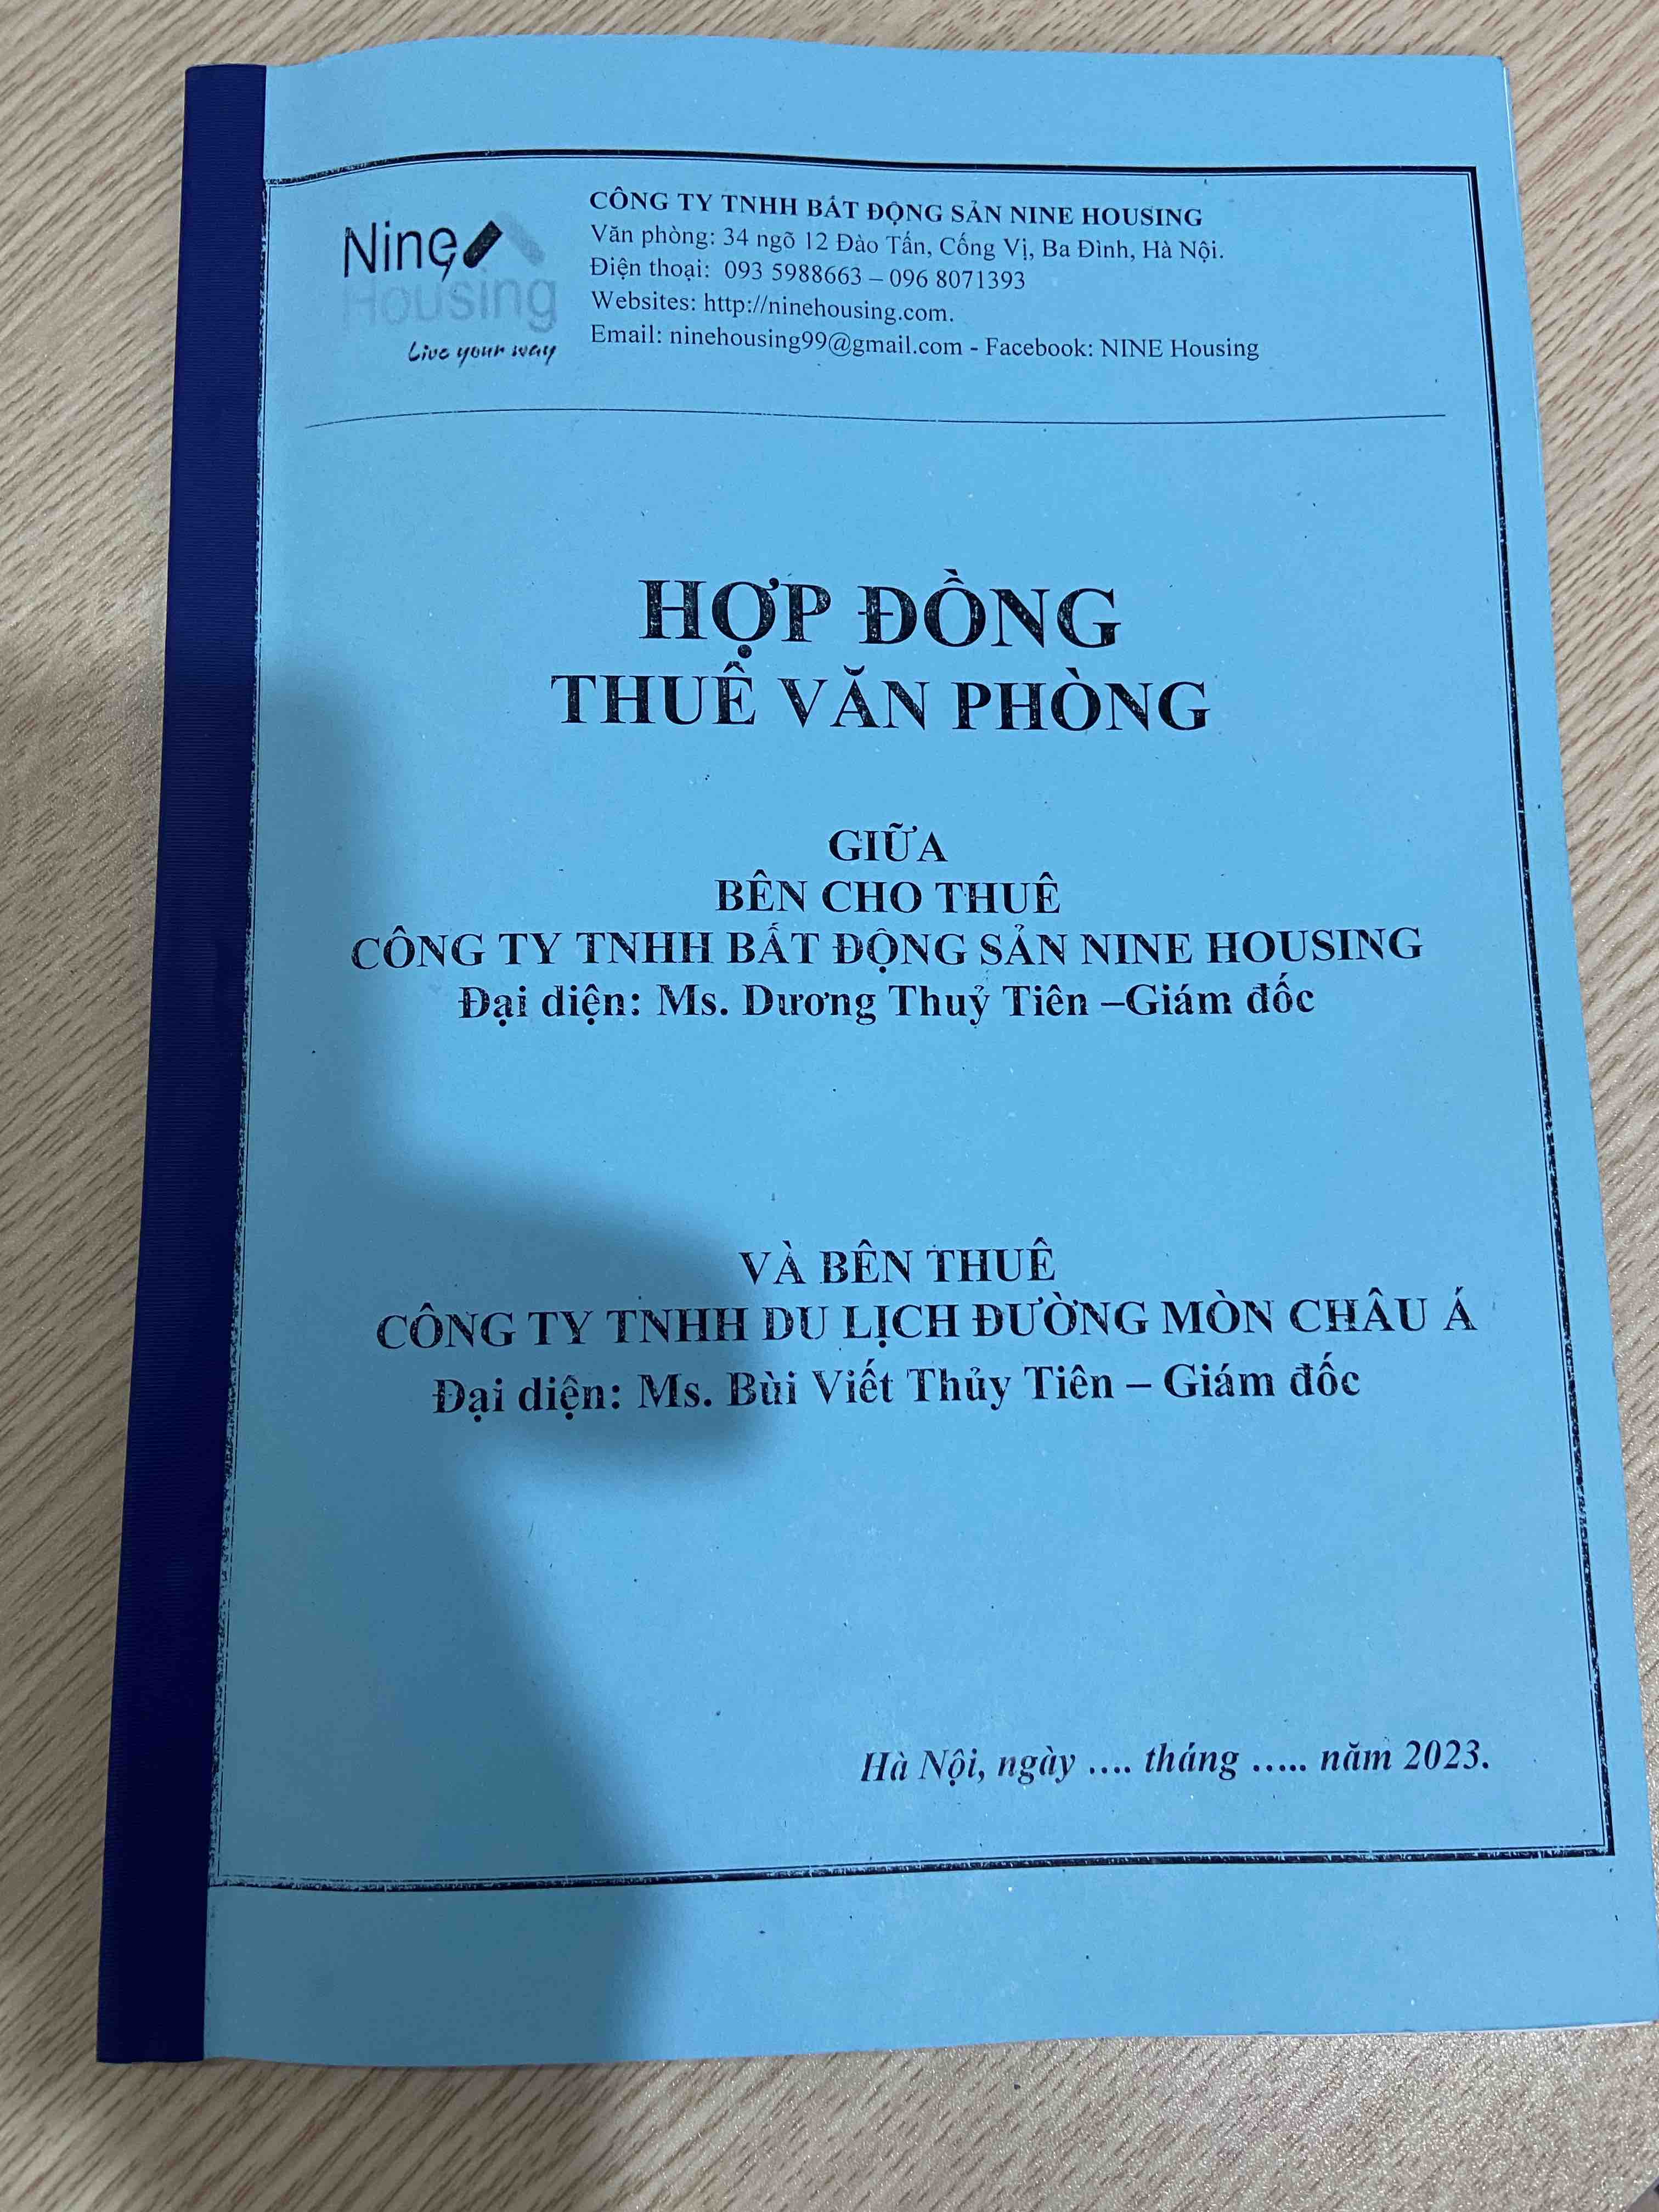 Nine
Housing
Live your way
CÔNG TY TNHH BẤT ĐỘNG SẢN NINE HOUSING
Văn phòng: 34 ngõ 12 Đào Tấn, Cống Vị, Ba Đình, Hà Nội.
Điện thoại: 093 5988663 – 096 8071393
Websites: http://ninehousing.com.
Email: ninehousing99@gmail.com - Facebook: NINE Housing
HỢP ĐỒNG
THUÊ VĂN PHÒNG
GIỮA
BÊN CHO THUÊ
CÔNG TY TNHH BẤT ĐỘNG SẢN NINE HOUSING
Đại diện: Ms. Dương Thuỷ Tiên –Giám đốc
VÀ BÊN THUÊ
CÔNG TY TNHH DU LỊCH ĐƯỜNG MÒN CHÂU Á
Đại diện: Ms. Bùi Viết Thủy Tiên – Giám đốc
Hà Nội, ngày .... tháng ..... năm 2023.